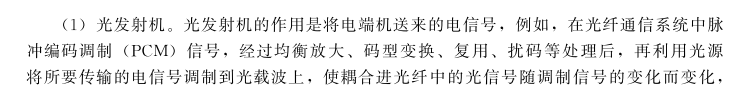 （1）光发射机。光发射机的作用是将电端机送来的电信号，例如，在光纤通信系统中脉
冲编码调制（PCM）信号，经过均衡放大、码型变换、复用、扰码等处理后，再利用光源
将所要传输的电信号调制到光载波上，使耦合进光纤中的光信号随调制信号的变化而变化，